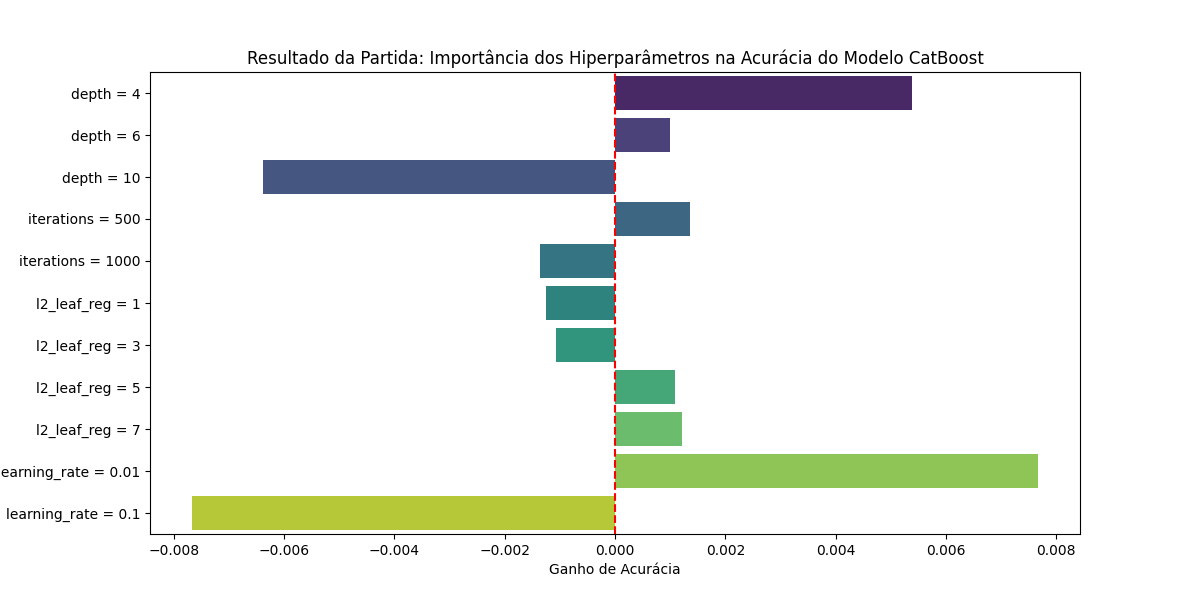 Resultado da Partida: Importância dos Hiperparâmetros na Acurácia do Modelo CatBoost
depth = 4
depth = 6
depth = 10
iterations = 500
iterations = 1000
l2_leaf_reg = 1
l2_leaf_reg = 3
l2_leaf_reg = 5
l2_leaf_reg = 7
earning_rate = 0.01
learning_rate = 0.1
−0.008 −0.006 −0.004 −0.002 0.000 0.002 0.004 0.006 0.008
Ganho de Acurácia